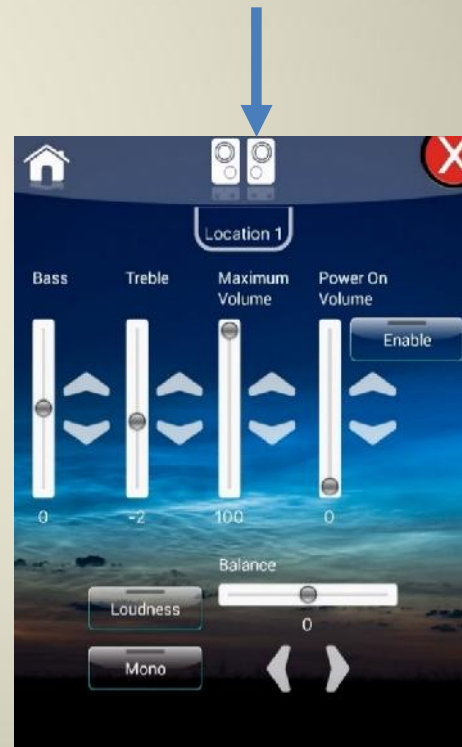 X
Location 1
Bass
Treble
Maximum
Volume
Power On
Volume
Enable
0
-2
100
0
Balance
Loudness
0
Mono